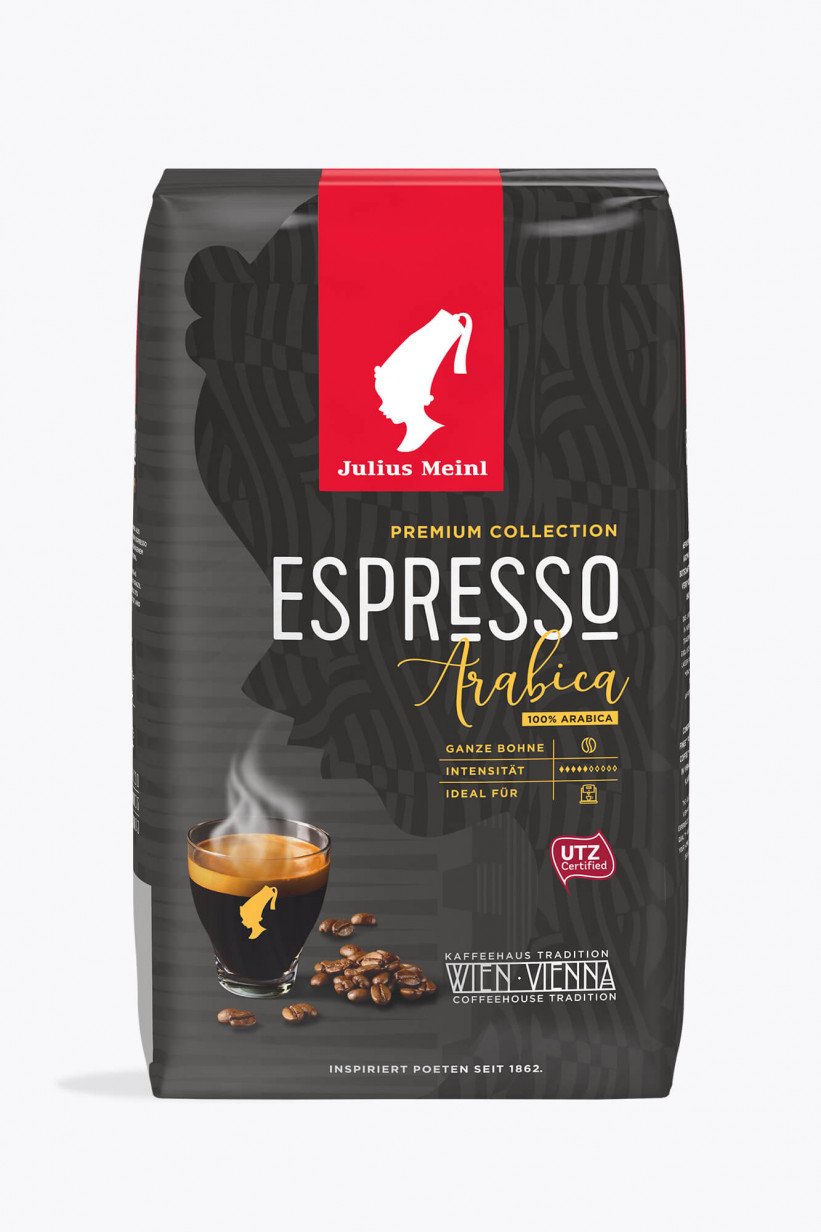 Julius Meinl
PREMIUM COLLECTION
ESPRESSO
Arabica
100% ARABICA
GANZE BOHNE
INTENSITÄT
IDEAL FÜR
UTZ
Certified
KAFFEEHAUS TRADITION
WIEN · VIENNA
COFFEEHOUSE TRADITION
INSPIRIERT POETEN SEIT 1862.